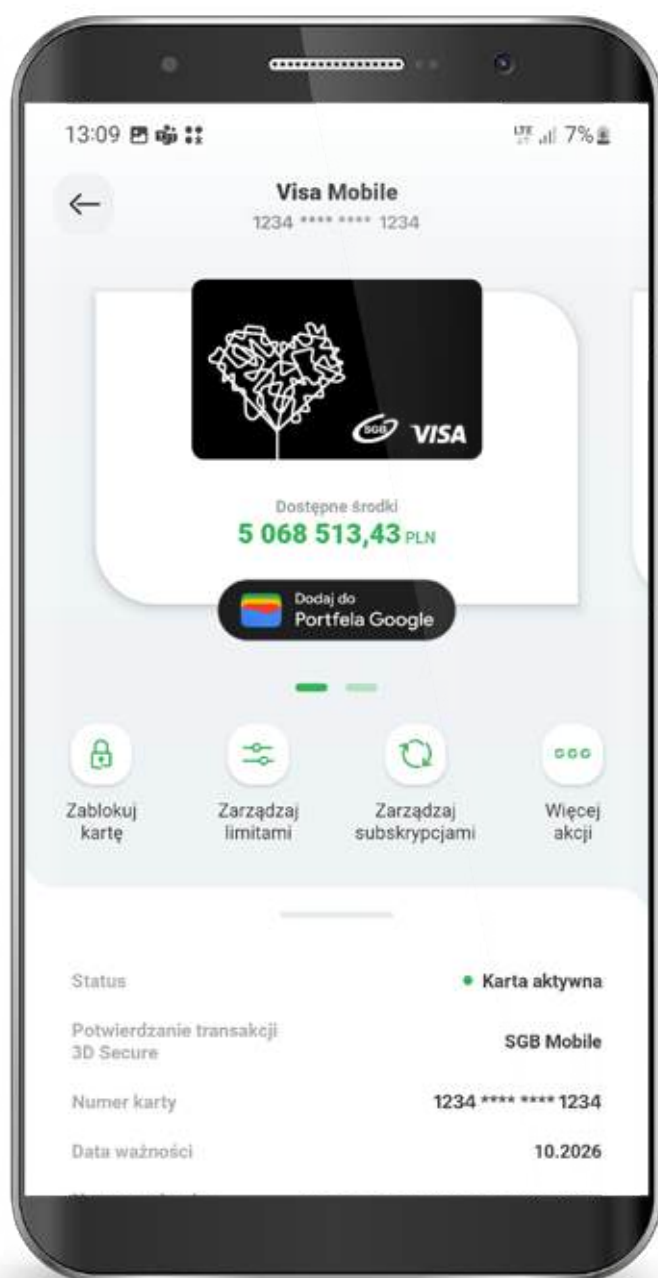 13:09
LTE
7%
Visa Mobile
1234 **** **** 1234
SGB VISA
Dostępne środki
5 068 513,43 PLN
Dodaj do
Portfela Google
Zablokuj
kartę
Zarządzaj
limitami
Zarządzaj
subskrypcjami
Więcej
akcji
Status
Karta aktywna
Potwierdzanie transakcji
3D Secure
SGB Mobile
Numer karty
1234 **** **** 1234
Data ważności
10.2026